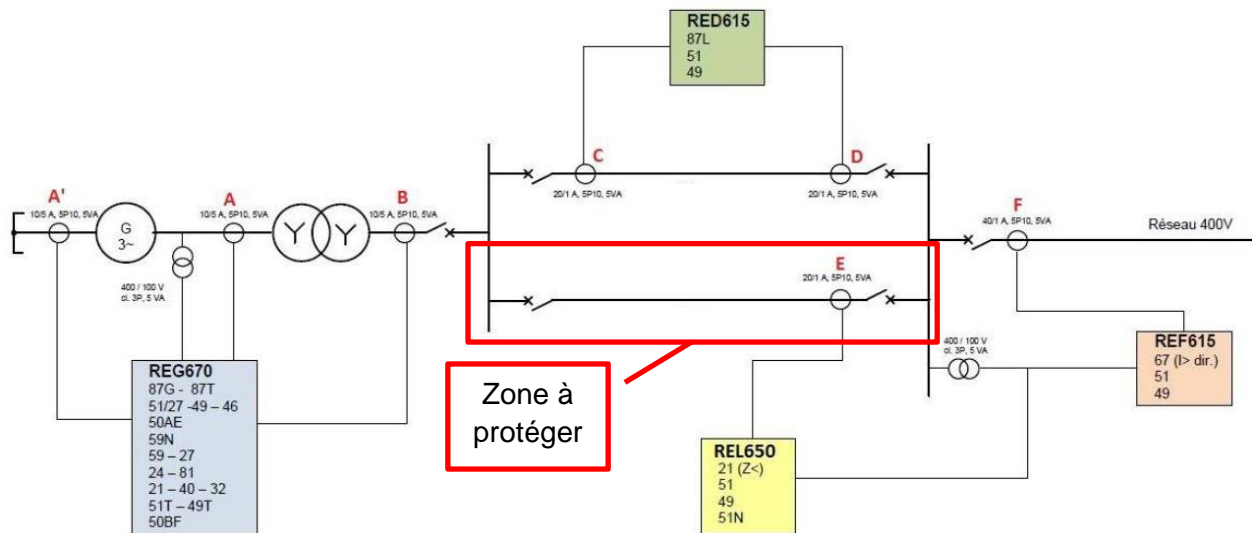 RED615
87L
51
49
C
20/1 A, 5P10, 5VA
D
20/1 A, 5P10, 5VA
A'
10/5 A, 5P10, 5VA
G
3~
400 / 100 V
cl. 3P, 5 VA
A
10/5 A, 5P10, 5VA
Y Y
B
10/5 A, 5P10, 5VA
F
40/1 A, 5P10, 5VA
Réseau 400V
E
20/1 A, 5P10, 5VA
REG670
87G - 87T
51/27 -49 – 46
50AE
59N
59 – 27
24 – 81
21 – 40 – 32
51T – 49T
50BF
Zone à
protéger
400 / 100 V
cl. 3P, 5 VA
REL650
21 (Z<)
51
49
51N
REF615
67 (I> dir.)
51
49